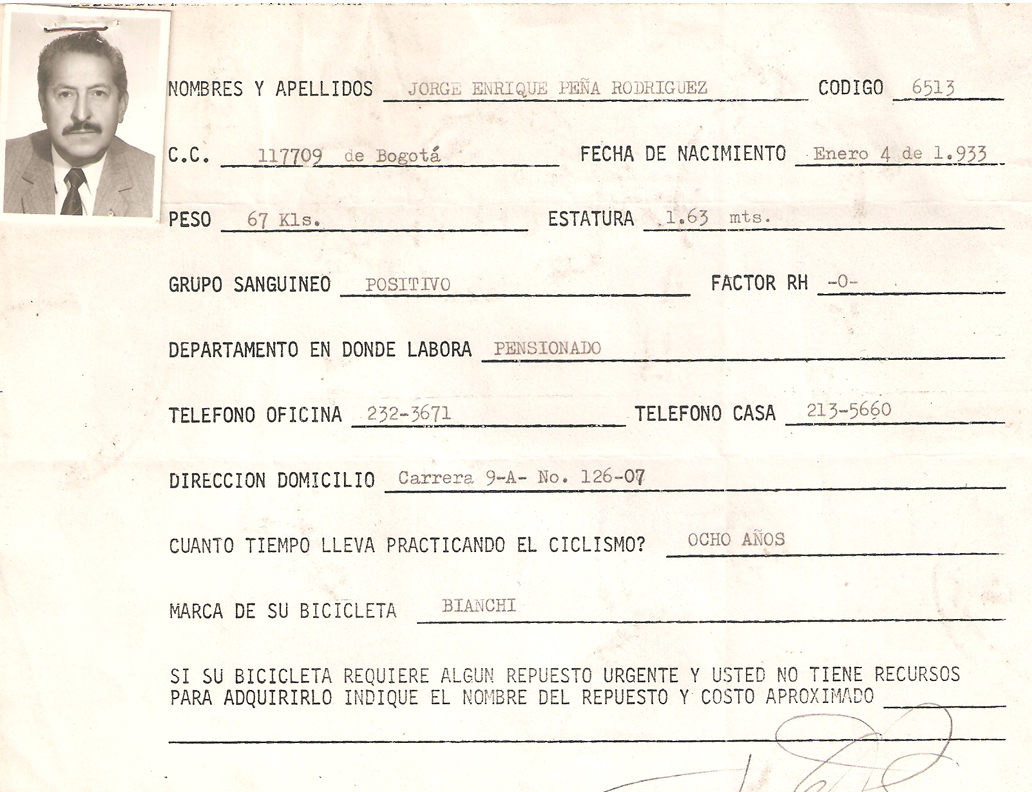 NOMBRES Y APELLIDOS JORGE ENRIQUE PEÑA RODRIGUEZ CODIGO 6513
C.C. 117709 de Bogotá FECHA DE NACIMIENTO Enero 4 de 1.933
PESO 67 Kls. ESTATURA 1.63 mts.
GRUPO SANGUINEO POSITIVO FACTOR RH -O-
DEPARTAMENTO EN DONDE LABORA PENSIONADO
TELEFONO OFICINA 232-3671 TELEFONO CASA 213-5660
DIRECCION DOMICILIO Carrera 9-A- No. 126-07
CUANTO TIEMPO LLEVA PRACTICANDO EL CICLISMO? OCHO AÑOS
MARCA DE SU BICICLETA BIANCHI
SI SU BICICLETA REQUIERE ALGUN REPUESTO URGENTE Y USTED NO TIENE RECURSOS
PARA ADQUIRIRLO INDIQUE EL NOMBRE DEL REPUESTO Y COSTO APROXIMADO